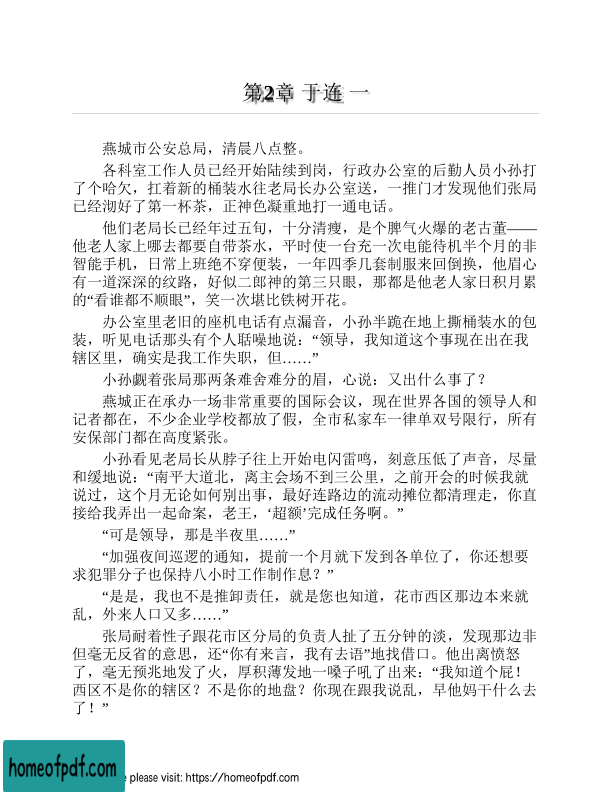 第2章 于连 一
燕城市公安总局，清晨八点整。
各科室工作人员已经开始陆续到岗，行政办公室的后勤人员小孙打
了个哈欠，扛着新的桶装水往老局长办公室送，一推门才发现他们张局
已经沏好了第一杯茶，正神色凝重地打一通电话。
他们老局长已经年过五旬，十分清瘦，是个脾气火爆的老古董——
他老人家上哪去都要自带茶水，平时使一台充一次电能待机半个月的非
智能手机，日常上班绝不穿便装，一年四季几套制服来回倒换，他眉心
有一道深深的纹路，好似二郎神的第三只眼，那都是他老人家日积月累
的“看谁都不顺眼”，笑一次堪比铁树开花。
办公室里老旧的座机电话有点漏音，小孙半跪在地上撕桶装水的包
装，听见电话那头有个人聒噪地说：“领导，我知道这个事现在出在我
辖区里，确实是我工作失职，但……”
小孙觑着张局那两条难舍难分的眉，心说：又出什么事了？
燕城正在承办一场非常重要的国际会议，现在世界各国的领导人和
记者都在，不少企业学校都放了假，全市私家车一律单双号限行，所有
安保部门都在高度紧张。
小孙看见老局长从脖子往上开始电闪雷鸣，刻意压低了声音，尽量
和缓地说：“南平大道北，离主会场不到三公里，之前开会的时候我就
说过，这个月无论如何别出事，最好连路边的流动摊位都清理走，你直
接给我弄出一起命案，老王，‘超额’完成任务啊。”
“可是领导，那是半夜里……”
“加强夜间巡逻的通知，提前一个月就下发到各单位了，你还想要
求犯罪分子也保持八小时工作制作息？”
“是是，我也不是推卸责任，就是您也知道，花市西区那边本来就
乱，外来人口又多……”
张局耐着性子跟花市区分局的负责人扯了五分钟的淡，发现那边非
但毫无反省的意思，还“你有来言，我有去语”地找借口。他出离愤怒
了，毫无预兆地发了火，厚积薄发地一嗓子吼了出来：“我知道个屁！
西区不是你的辖区？不是你的地盘？你现在跟我说乱，早他妈干什么去
了！”
homeofpdf.com
e please visit: https://homeofpdf.com